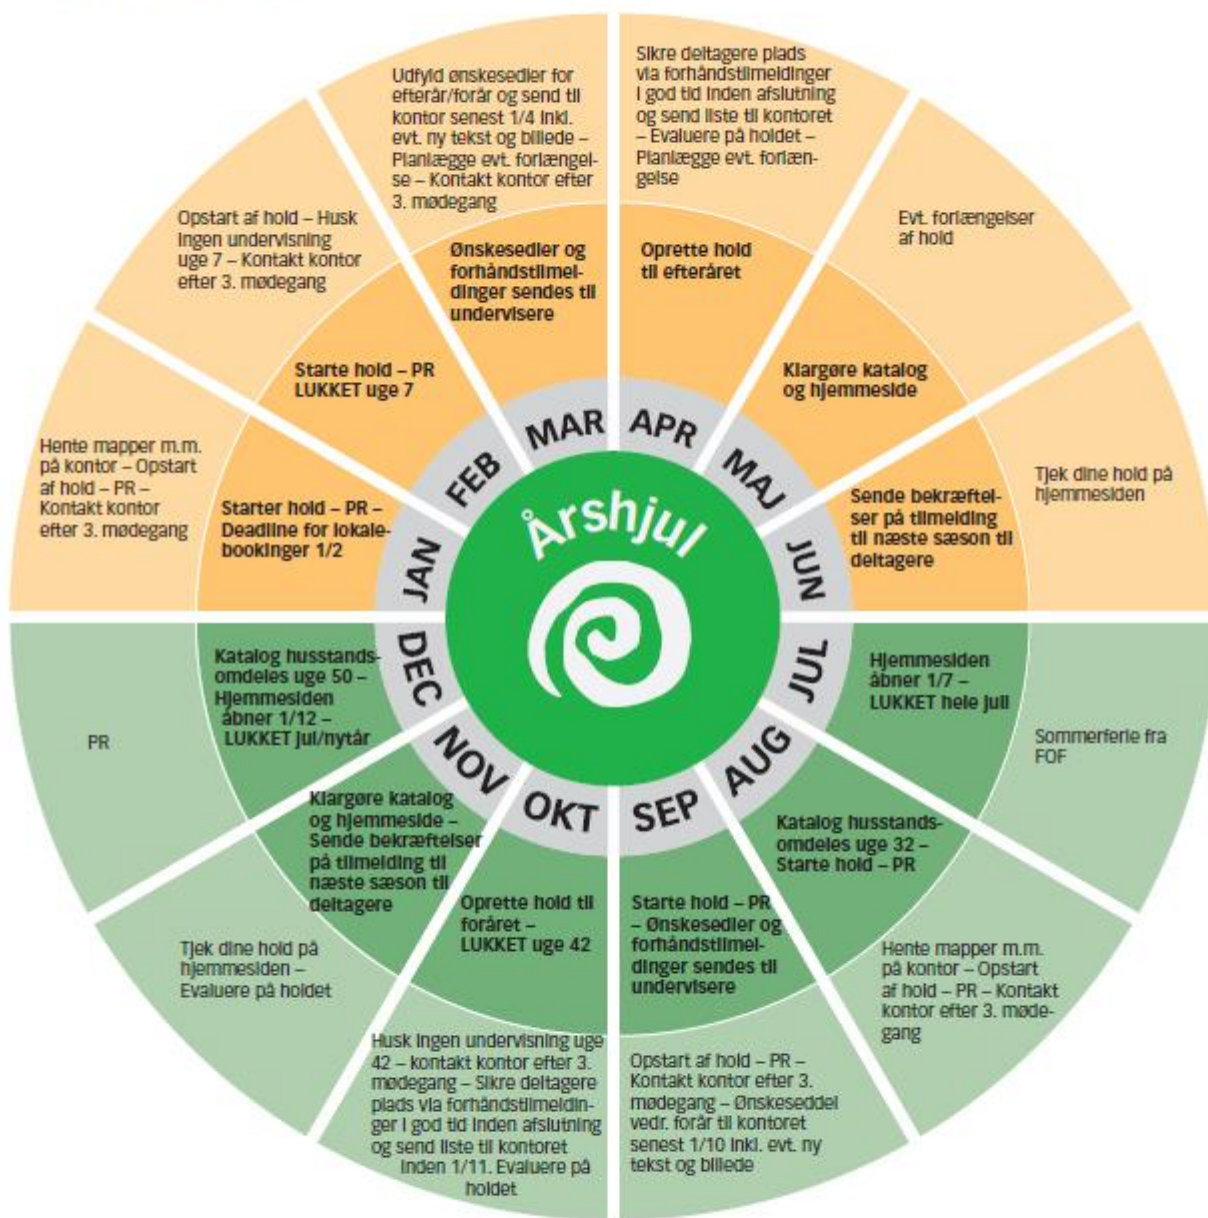 Årshjul
JAN
Hente mapper m.m.
på kontor – Opstart
af hold – PR –
Kontakt kontor
efter 3. mødegang
Starter hold – PR –
Deadline for lokale-
bookinger 1/2
FEB
Opstart af hold – Husk
ingen undervisning
uge 7 – Kontakt kontor
efter 3. mødegang
Starte hold – PR
LUKKET uge 7
MAR
Udfyld ønskesedler for
efterår/forår og send til
kontor senest 1/4 inkl.
evt. ny tekst og billede –
Planlægge evt. forlængel-
se – Kontakt kontor efter
3. mødegang
Ønskesedler og
forhåndstilmel-
dinger sendes til
undervisere
APR
Sikre deltagere plads
via forhåndstilmeldinger
i god tid inden afslutning
og send liste til kontoret
– Evaluere på holdet –
Planlægge evt. forlæn-
gelse
Oprette hold
til efteråret
MAJ
Evt. forlængelser
af hold
Klargøre katalog
og hjemmeside
JUN
Tjek dine hold på
hjemmesiden
Sende bekræftel-
ser på tilmelding
til næste sæson til
deltagere
JUL
Hjemmesiden
åbner 1/7 –
LUKKET hele juli
Sommerferie fra
FOF
AUG
Katalog husstands-
omdeles uge 32 –
Starte hold – PR
Hente mapper m.m.
på kontor – Opstart
af hold – PR – Kontakt
kontor efter 3. møde-
gang
SEP
Starte hold – PR
– Ønskesedler og
forhåndstilmel-
dinger sendes til
undervisere
Opstart af hold – PR –
Kontakt kontor efter 3.
mødegang – Ønskeseddel
vedr. forår til kontoret
senest 1/10 inkl. evt. ny
tekst og billede
OKT
Oprette hold til
foråret –
LUKKET uge 42
Husk ingen undervisning uge
42 – kontakt kontor efter 3.
mødegang – Sikre deltagere
plads via forhåndstilmeldin-
ger i god tid inden afslutning
og send liste til kontoret
inden 1/11. Evaluere på
holdet
NOV
Klargøre katalog
og hjemmeside –
Sende bekræftelser
på tilmelding til
næste sæson til
deltagere
Tjek dine hold på
hjemmesiden –
Evaluere på holdet
DEC
Katalog husstands-
omdeles uge 50 –
Hjemmesiden
åbner 1/12 –
LUKKET jul/nytår
PR